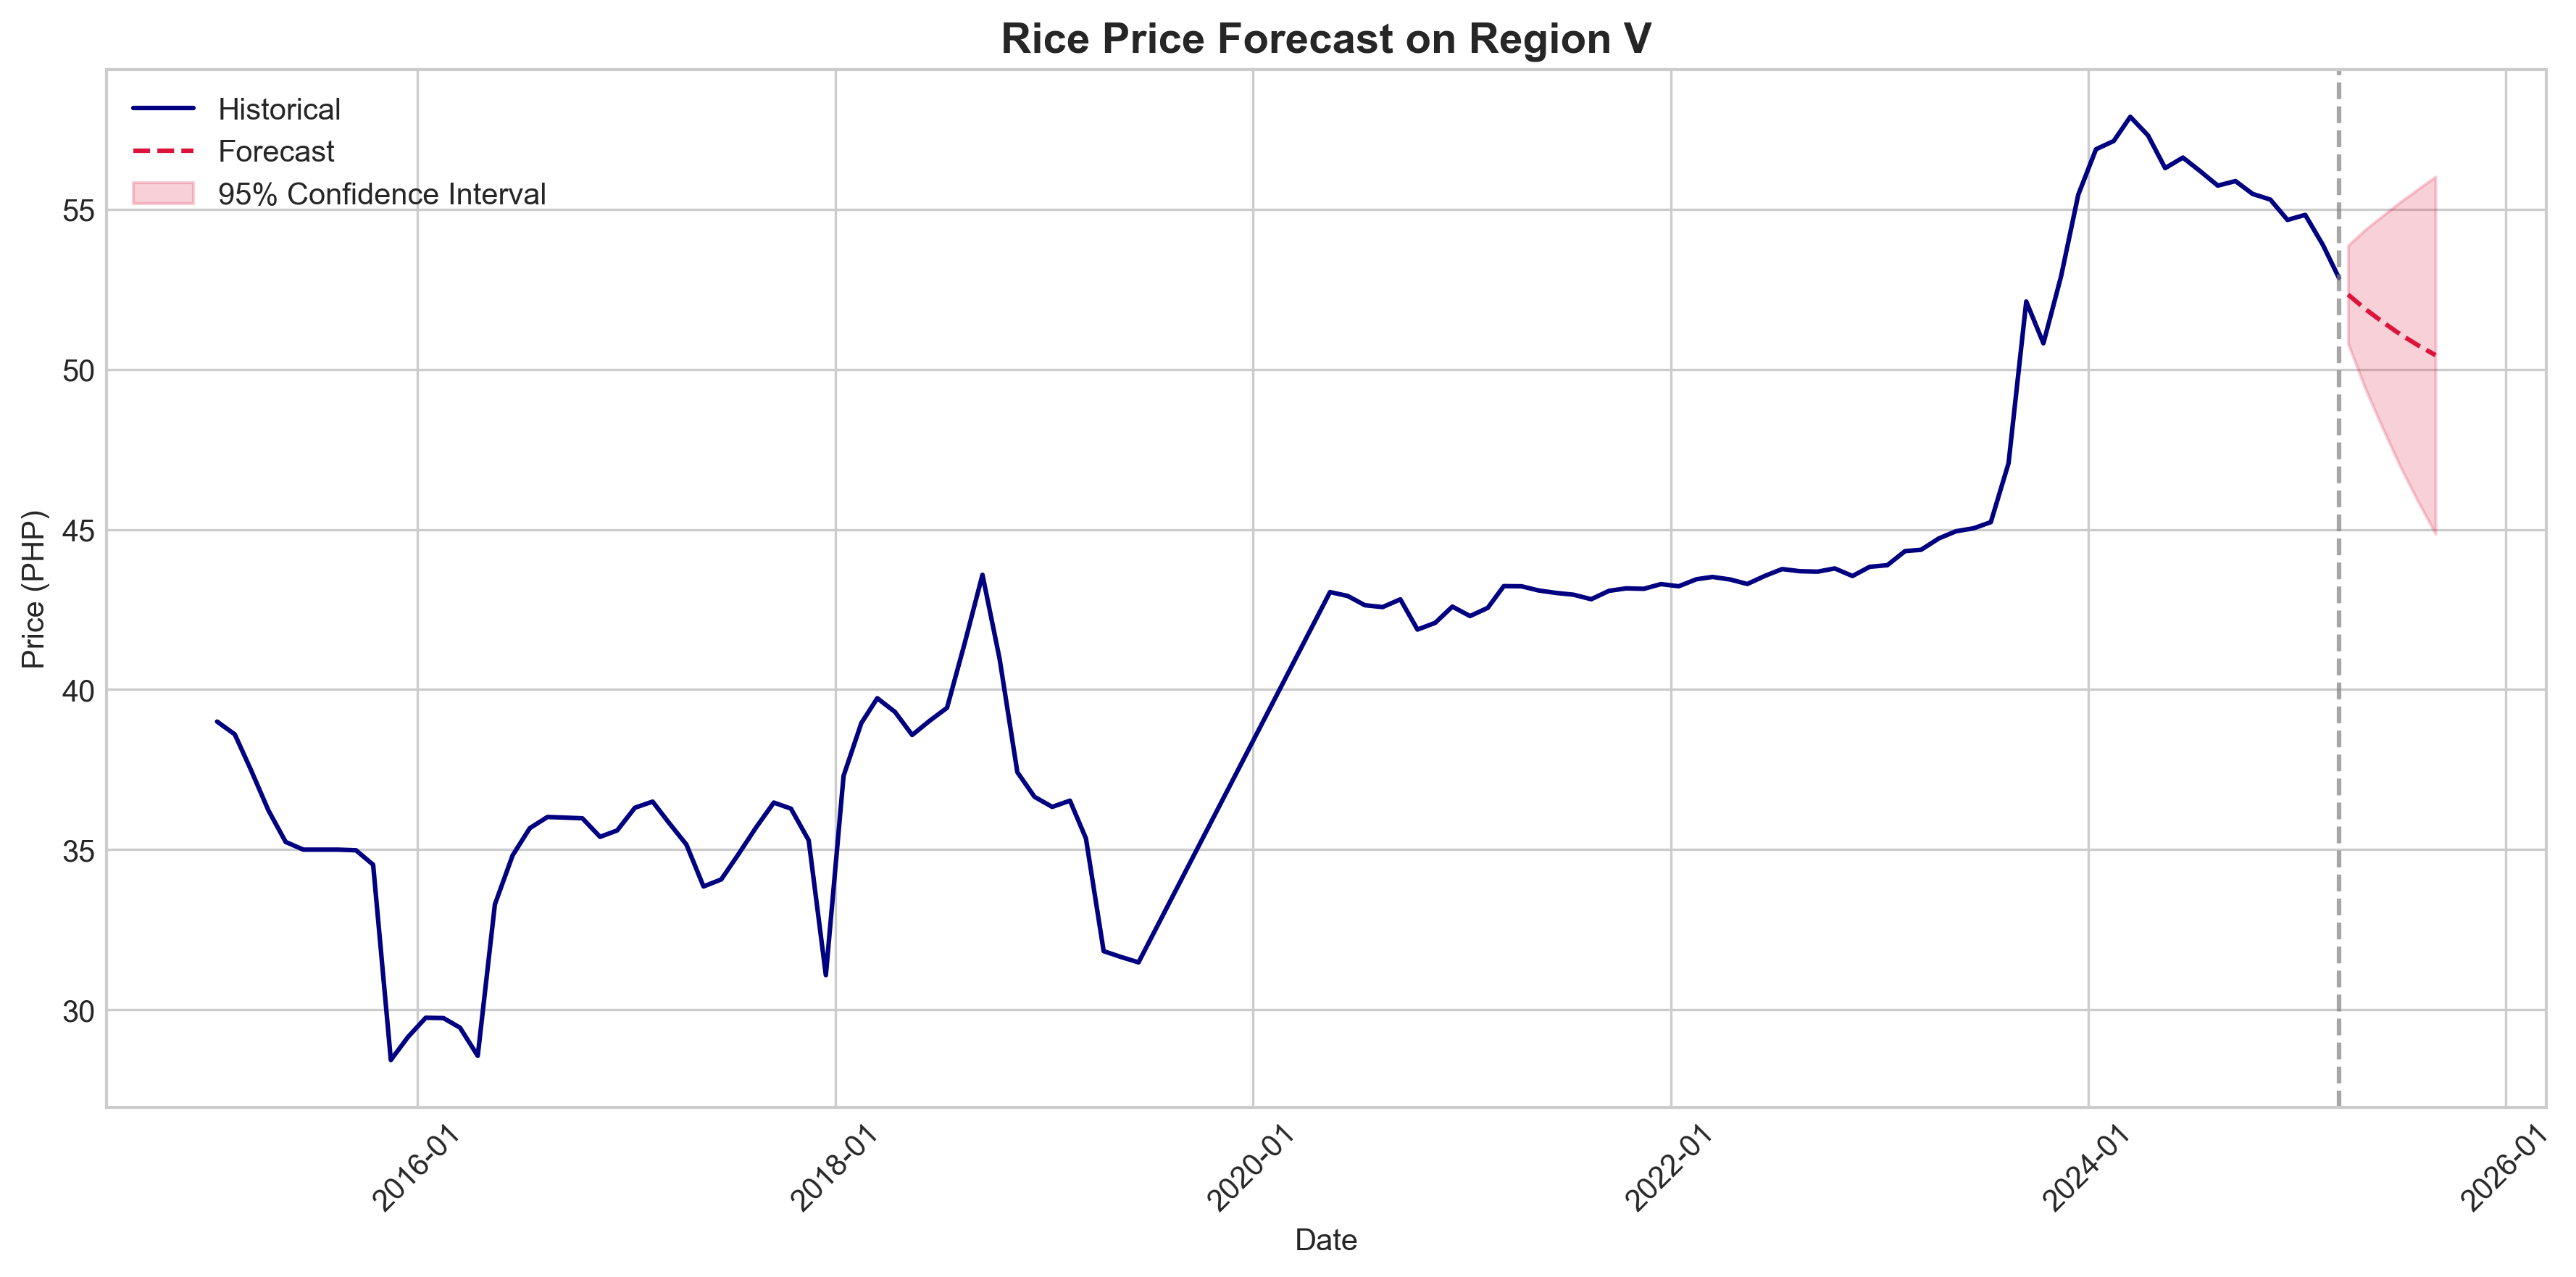 Rice Price Forecast on Region V
Historical
Forecast
95% Confidence Interval
Price (PHP)
55
50
45
40
35
30
2016-01
2018-01
2020-01
2022-01
2024-01
2026-01
Date